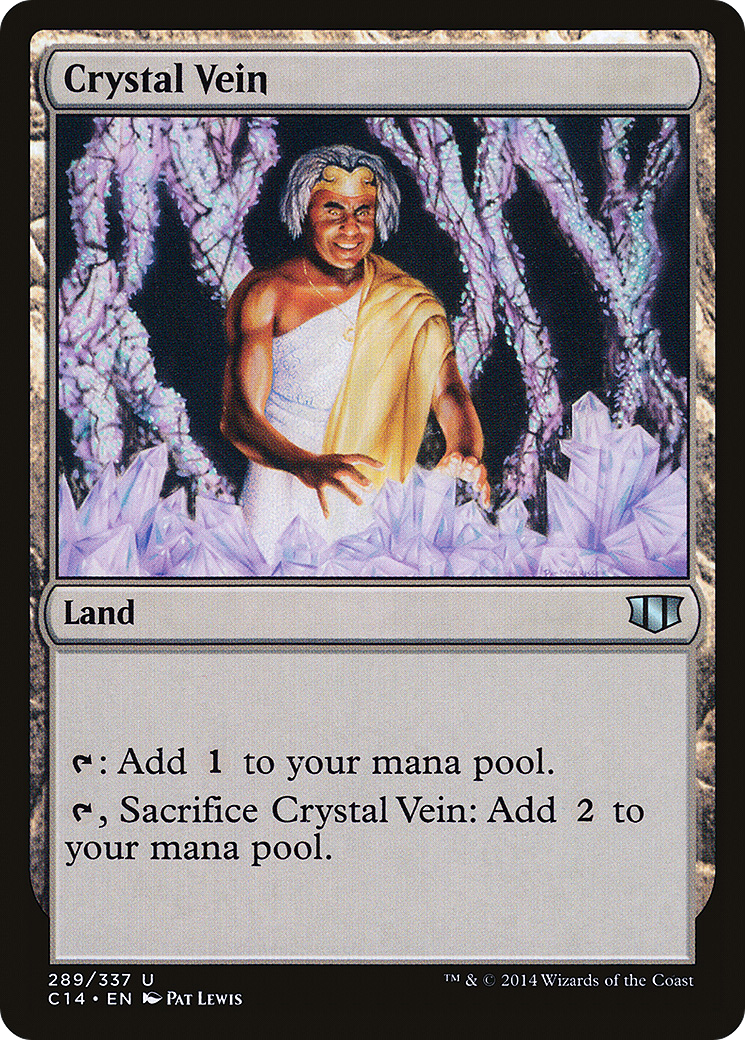 Crystal Vein
Land
: Add 1 to your mana pool.
, Sacrifice Crystal Vein: Add 2 to
your mana pool.
289/337 U
™ & © 2014 Wizards of the Coast
C14 • EN PAT LEWIS